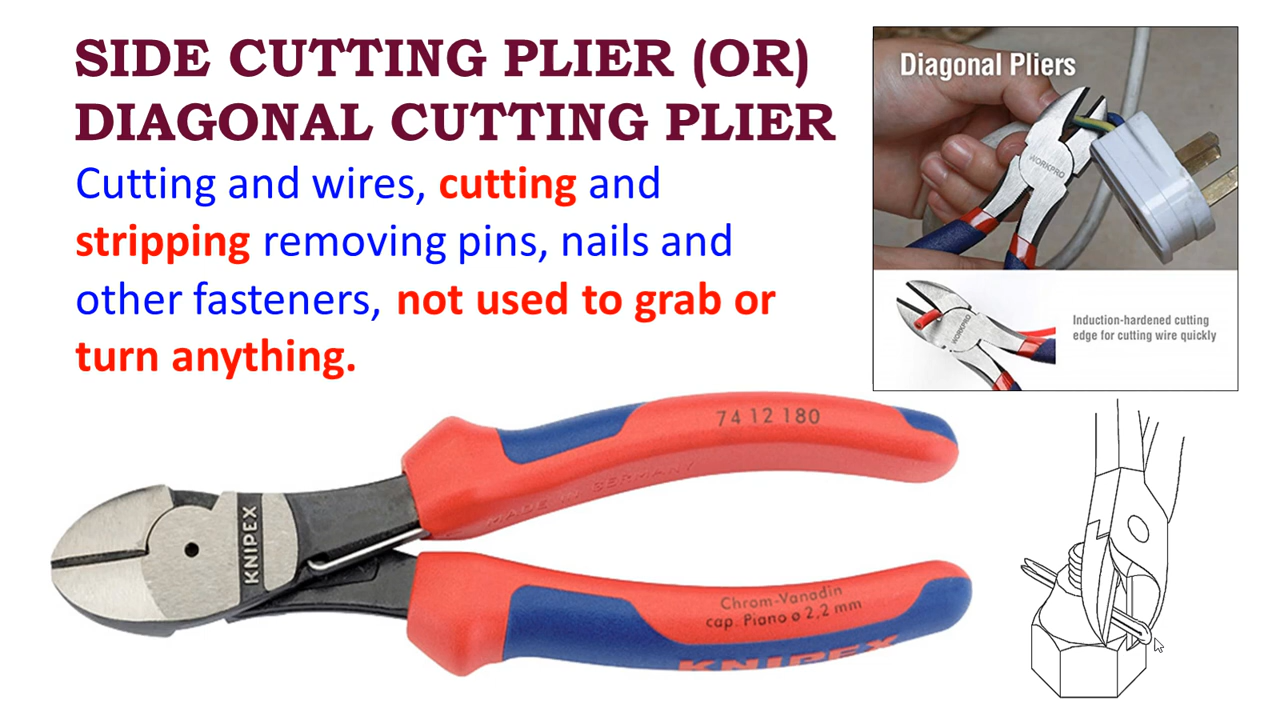 SIDE CUTTING PLIER (OR)
DIAGONAL CUTTING PLIER
Cutting and wires, cutting and
stripping removing pins, nails and
other fasteners, not used to grab or
turn anything.
Diagonal Pliers
WORKPRO
WORKPRO
Induction-hardened cutting
edge for cutting wire quickly
74 12 180
MADE IN GERMANY
KNIPEX
Chrom-Vanadin
cap. Piano ø 2,2 mm
KNIPEX